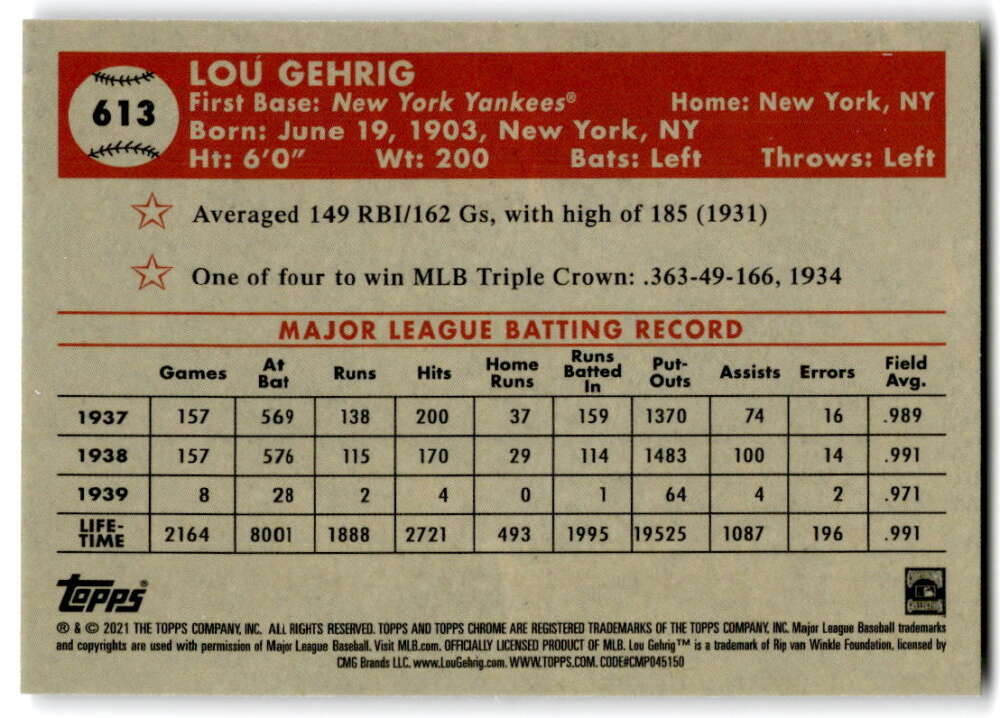 613
LOU GEHRIG
First Base: New York Yankees® Home: New York, NY
Born: June 19, 1903, New York, NY
Ht: 6'0" Wt: 200 Bats: Left Throws: Left
Averaged 149 RBI/162 Gs, with high of 185 (1931)
One of four to win MLB Triple Crown: .363-49-166, 1934
MAJOR LEAGUE BATTING RECORD
Games At Bat Runs Hits Home Runs Runs Batted In Put-Outs Assists Errors Field Avg.
1937 157 569 138 200 37 159 1370 74 16 .989
1938 157 576 115 170 29 114 1483 100 14 .991
1939 8 28 2 4 0 1 64 4 2 .971
LIFE-TIME 2164 8001 1888 2721 493 1995 19525 1087 196 .991
topps®
COLLECTION
® & © 2021 THE TOPPS COMPANY, INC. ALL RIGHTS RESERVED. TOPPS AND TOPPS CHROME ARE REGISTERED TRADEMARKS OF THE TOPPS COMPANY, INC. Major League Baseball trademarks
and copyrights are used with permission of Major League Baseball. Visit MLB.com. OFFICIALLY LICENSED PRODUCT OF MLB. Lou Gehrig™ is a trademark of Rip van Winkle Foundation, licensed by
CMG Brands LLC. www.LouGehrig.com. WWW.TOPPS.COM. CODE#CMP045150